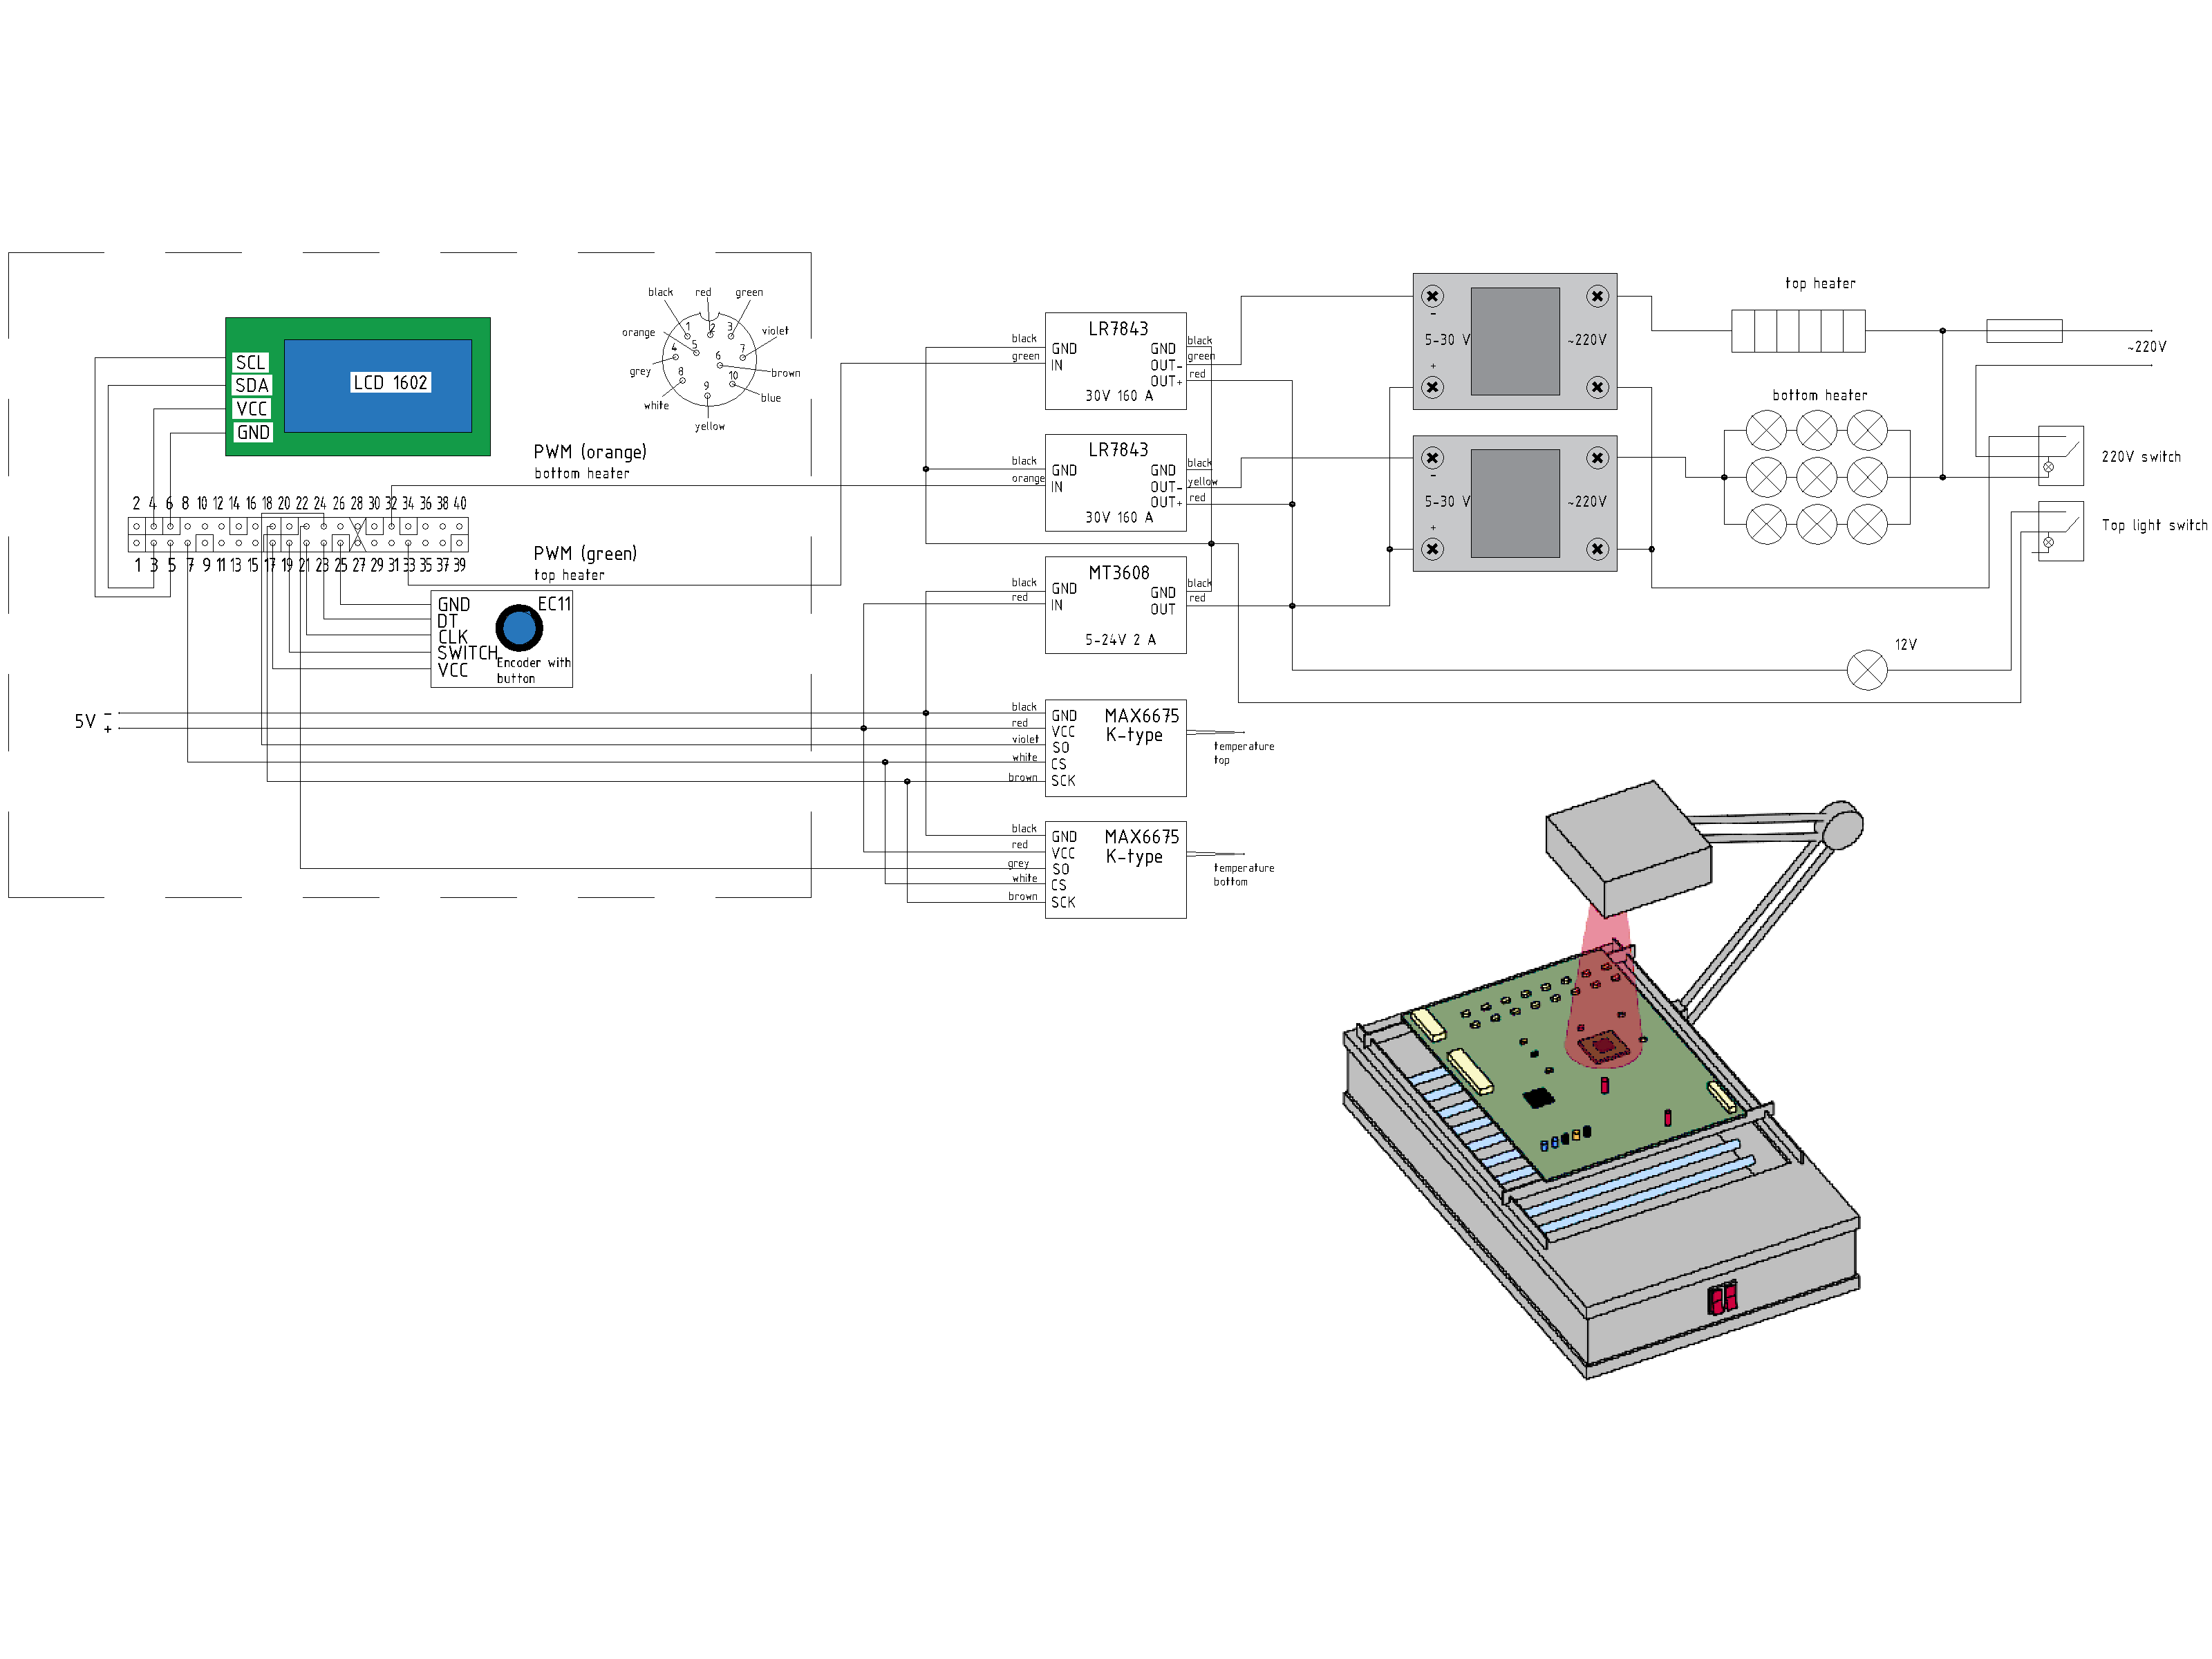 black red green
orange violet
1 2 3
4 5 6 7
8 9 10
grey brown
white blue
yellow
SCL
SDA
VCC
GND
LCD 1602
PWM (orange)
bottom heater
2 4 6 8 10 12 14 16 18 20 22 24 26 28 30 32 34 36 38 40
1 3 5 7 9 11 13 15 17 19 21 23 25 27 29 31 33 35 37 39
PWM (green)
top heater
GND
DT
CLK
SWITCH
VCC
EC11
Encoder with
button
5V - +
black
green
LR7843
GND
IN
GND
OUT-
OUT+
30V 160 A
black
green
red
black
orange
LR7843
GND
IN
GND
OUT-
OUT+
30V 160 A
black
yellow
red
black
red
MT3608
GND
IN
GND
OUT
5-24V 2 A
black
red
black
red
violet
white
brown
GND
VCC
SO
CS
SCK
MAX6675
K-type
temperature
top
black
red
grey
white
brown
GND
VCC
SO
CS
SCK
MAX6675
K-type
temperature
bottom
-
5-30 V
+
~220V
-
5-30 V
+
~220V
top heater
~220V
bottom heater
220V switch
Top light switch
12V